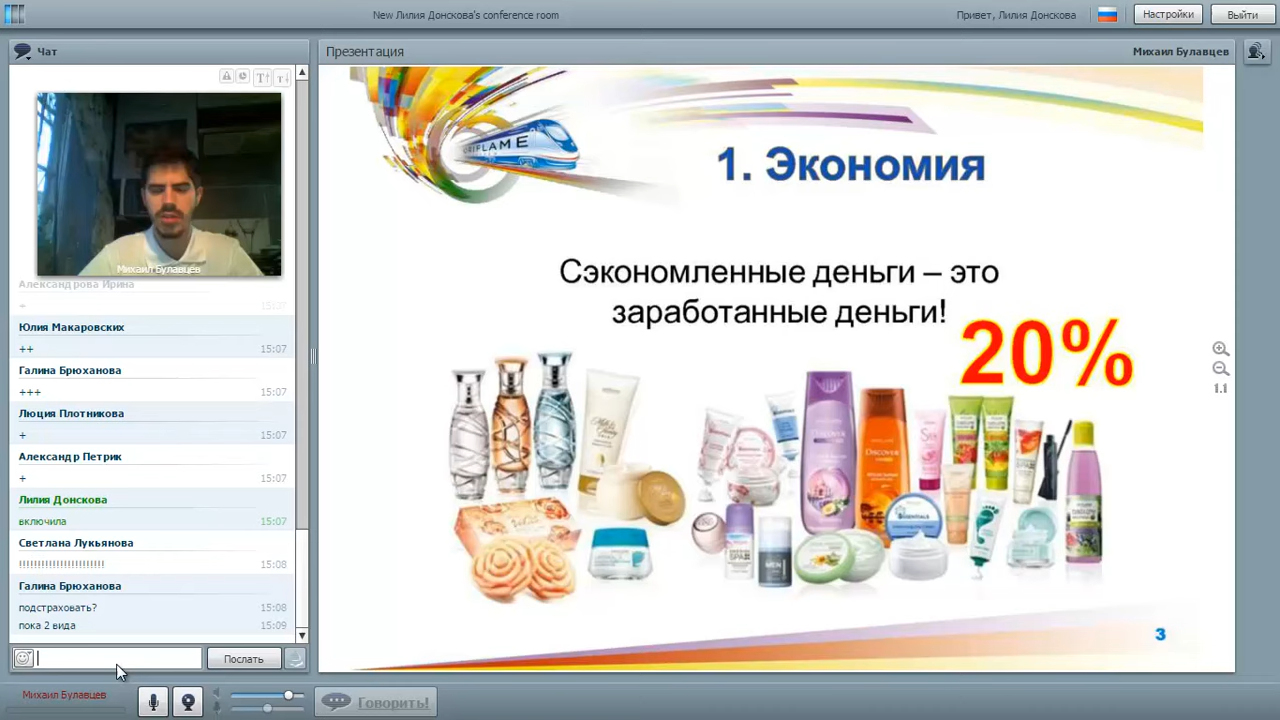 New Лилия Донскова's conference room
Привет, Лилия Донскова
Настройки
Выйти
Чат
Михаил Булавцев
Александрова Ирина
+ 15:07
Юлия Макаровских
++ 15:07
Галина Брюханова
+++ 15:07
Люция Плотникова
+ 15:07
Александр Петрик
+ 15:07
Лилия Донскова
включила 15:07
Светлана Лукьянова
!!!!!!!!!!!!!!!!!!!!!!! 15:08
Галина Брюханова
подстраховать? 15:08
пока 2 вида 15:09
Послать
Михаил Булавцев
Говорить!
Презентация
Михаил Булавцев
ORIFLAME
1. Экономия
Сэкономленные деньги – это
заработанные деньги!
20%
3
1.1